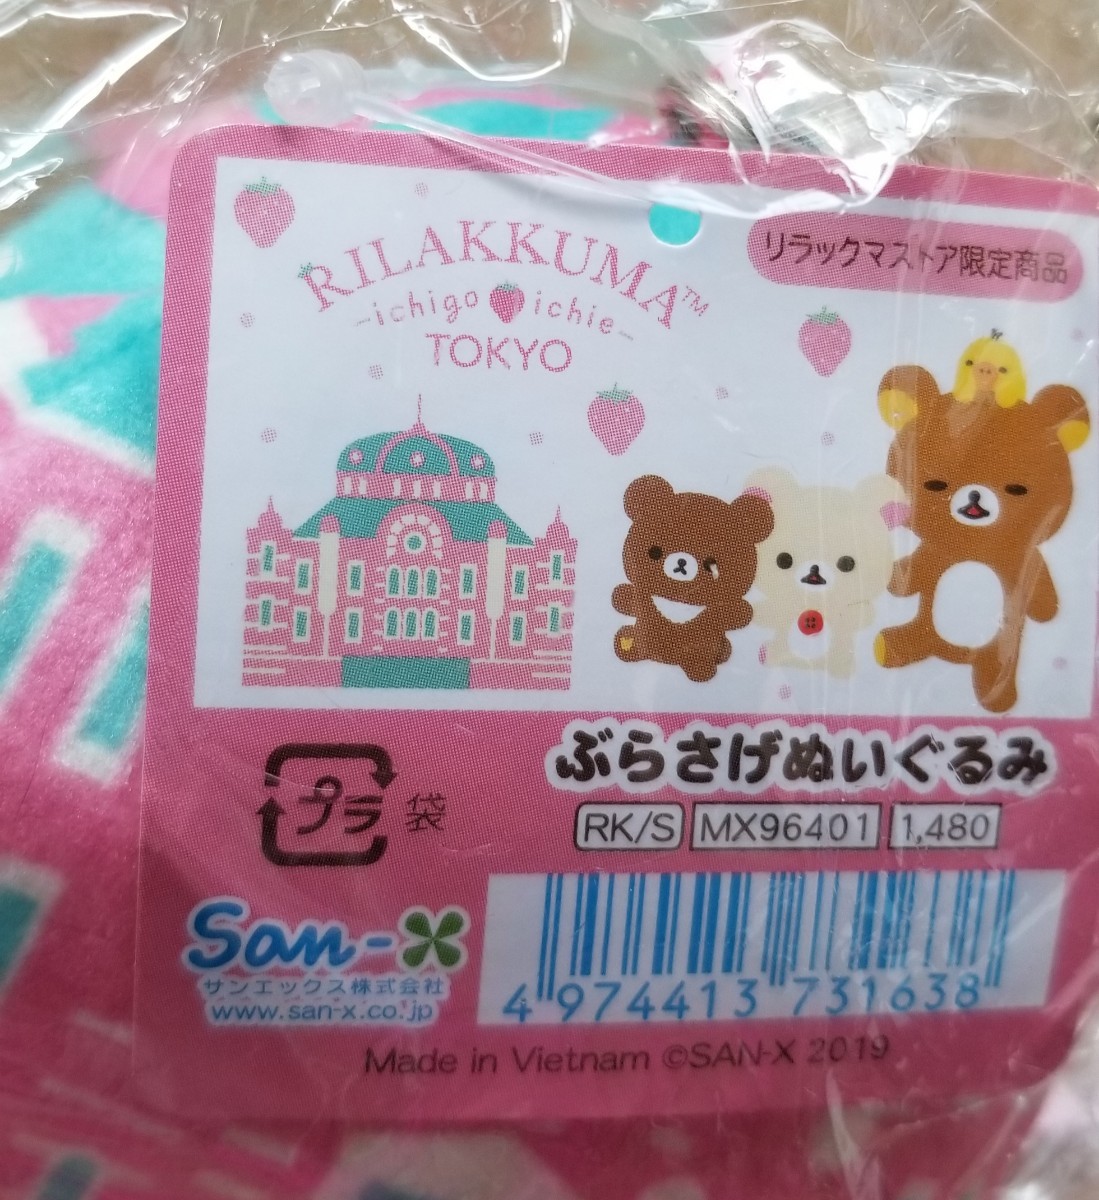 RILAKKUMA™
-ichigo ichie-
TOKYO
リラックマストア限定商品
ぶらさげぬいぐるみ
RK/S MX96401 1,480
プラ 袋
San-X
サンエックス株式会社
www.san-x.co.jp
4 974413 731638
Made in Vietnam ©SAN-X 2019